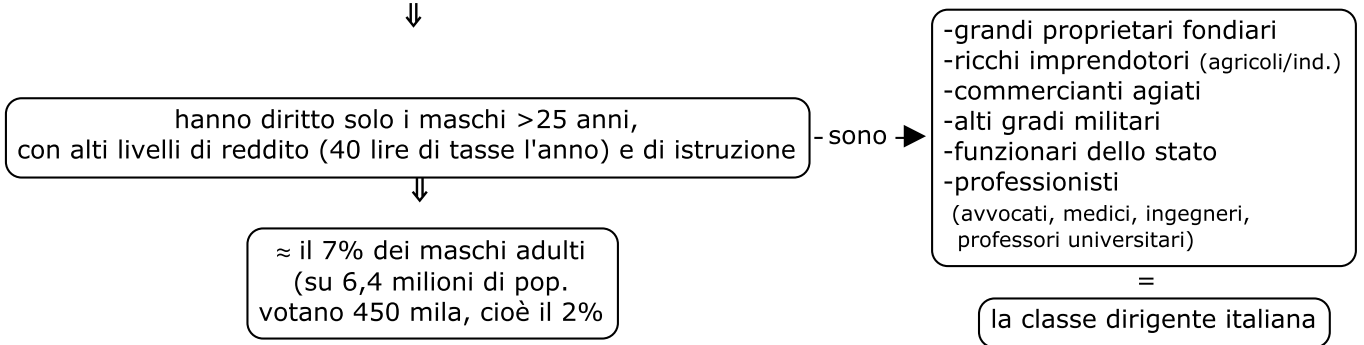 ⇓
hanno diritto solo i maschi >25 anni,
con alti livelli di reddito (40 lire di tasse l'anno) e di istruzione
sono
-grandi proprietari fondiari
-ricchi imprendotori (agricoli/ind.)
-commercianti agiati
-alti gradi militari
-funzionari dello stato
-professionisti
(avvocati, medici, ingegneri,
professori universitari)
=
la classe dirigente italiana
⇓
≈ il 7% dei maschi adulti
(su 6,4 milioni di pop.
votano 450 mila, cioè il 2%